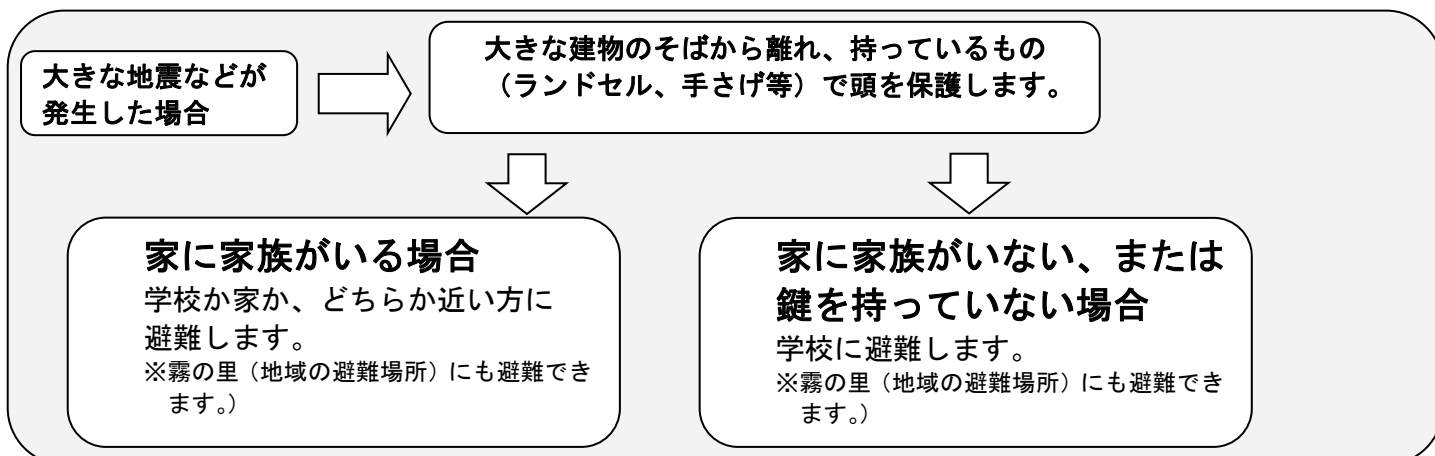 大きな地震などが
発生した場合
大きな建物のそばから離れ、持っているもの
（ランドセル、手さげ等）で頭を保護します。
家に家族がいる場合
学校か家か、どちらか近い方に
避難します。
※霧の里（地域の避難場所）にも避難でき
ます。）
家に家族がいない、または
鍵を持っていない場合
学校に避難します。
※霧の里（地域の避難場所）にも避難でき
ます。）